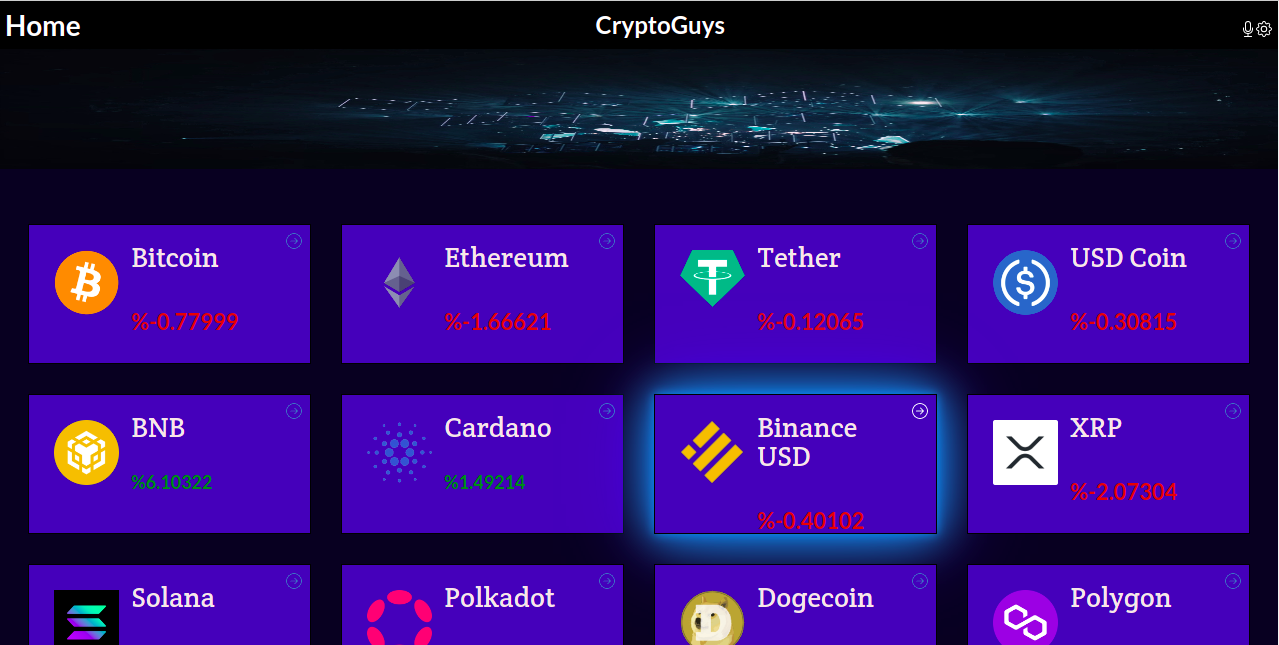 Home
CryptoGuys
Bitcoin
%-0.77999
Ethereum
%-1.66621
Tether
%-0.12065
USD Coin
%-0.30815
BNB
%6.10322
Cardano
%1.49214
Binance
USD
%-0.40102
XRP
%-2.07304
Solana
Polkadot
Dogecoin
Polygon